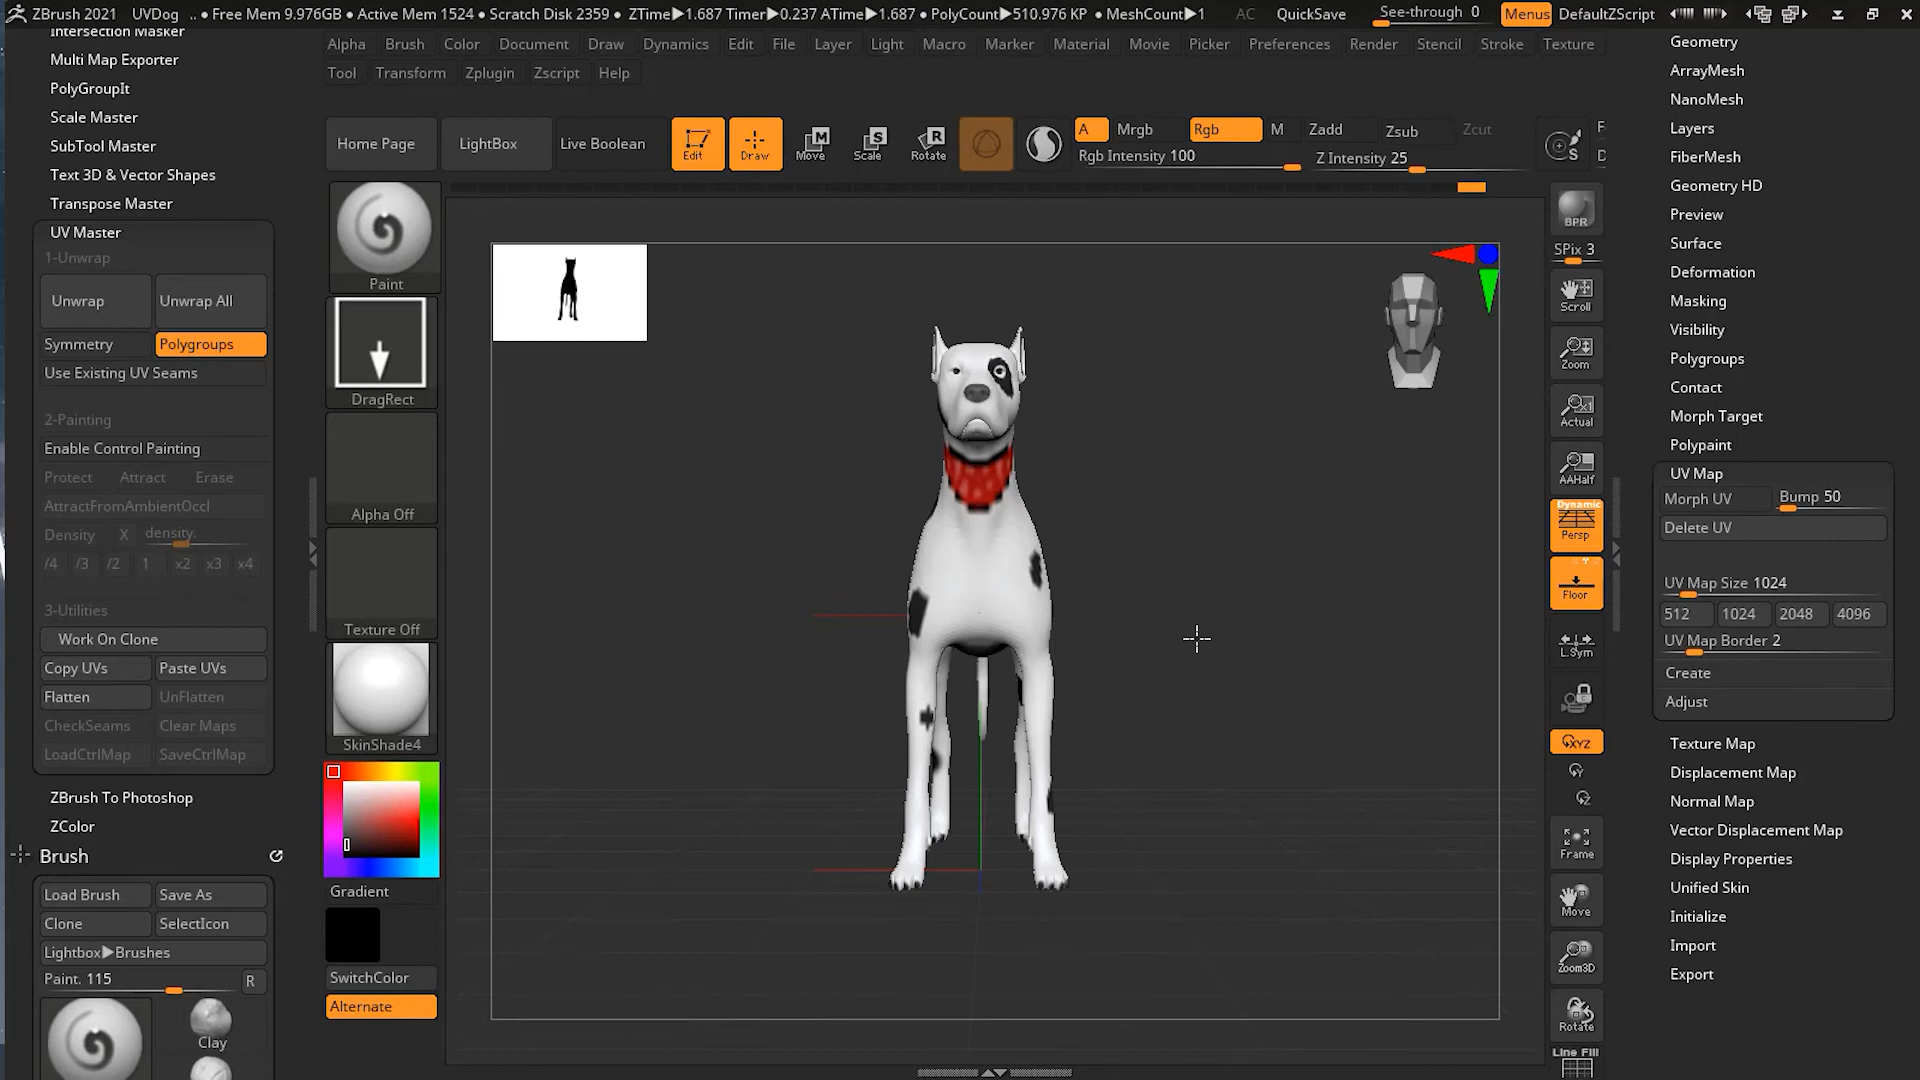 ZBrush 2021 UVDog .. • Free Mem 9.976GB • Active Mem 1524 • Scratch Disk 2359 • ZTime▶1.687 Timer▶0.237 ATime▶1.687 • PolyCount▶510.976 KP • MeshCount▶1 AC QuickSave See-through 0 Menus DefaultZScript
Alpha Brush Color Document Draw Dynamics Edit File Layer Light Macro Marker Material Movie Picker Preferences Render Stencil Stroke Texture
Tool Transform Zplugin Zscript Help
Intersection Masker
Multi Map Exporter
PolyGroupIt
Scale Master
SubTool Master
Text 3D & Vector Shapes
Transpose Master
UV Master
1-Unwrap
Unwrap Unwrap All
Symmetry Polygroups
Use Existing UV Seams
2-Painting
Enable Control Painting
Protect Attract Erase
AttractFromAmbientOccl
Density X density.
/4 /3 /2 1 x2 x3 x4
3-Utilities
Work On Clone
Copy UVs Paste UVs
Flatten UnFlatten
CheckSeams Clear Maps
LoadCtrlMap SaveCtrlMap
ZBrush To Photoshop
ZColor
Brush
Load Brush Save As
Clone SelectIcon
Lightbox▶Brushes
Paint. 115 R
Clay
Home Page LightBox Live Boolean Edit Draw Move Scale Rotate
A Mrgb Rgb M Zadd Zsub Zcut
Rgb Intensity 100 Z Intensity 25
S
F
D
Paint
DragRect
Alpha Off
Texture Off
SkinShade4
Gradient
SwitchColor
Alternate
BPR
SPix 3
Scroll
Zoom
Actual
AAHalf
Dynamic
Persp
Floor
L.Sym
XYZ
Y
Z
Frame
Move
Zoom3D
Rotate
Line Fill
Geometry
ArrayMesh
NanoMesh
Layers
FiberMesh
Geometry HD
Preview
Surface
Deformation
Masking
Visibility
Polygroups
Contact
Morph Target
Polypaint
UV Map
Morph UV Bump 50
Delete UV
UV Map Size 1024
512 1024 2048 4096
UV Map Border 2
Create
Adjust
Texture Map
Displacement Map
Normal Map
Vector Displacement Map
Display Properties
Unified Skin
Initialize
Import
Export